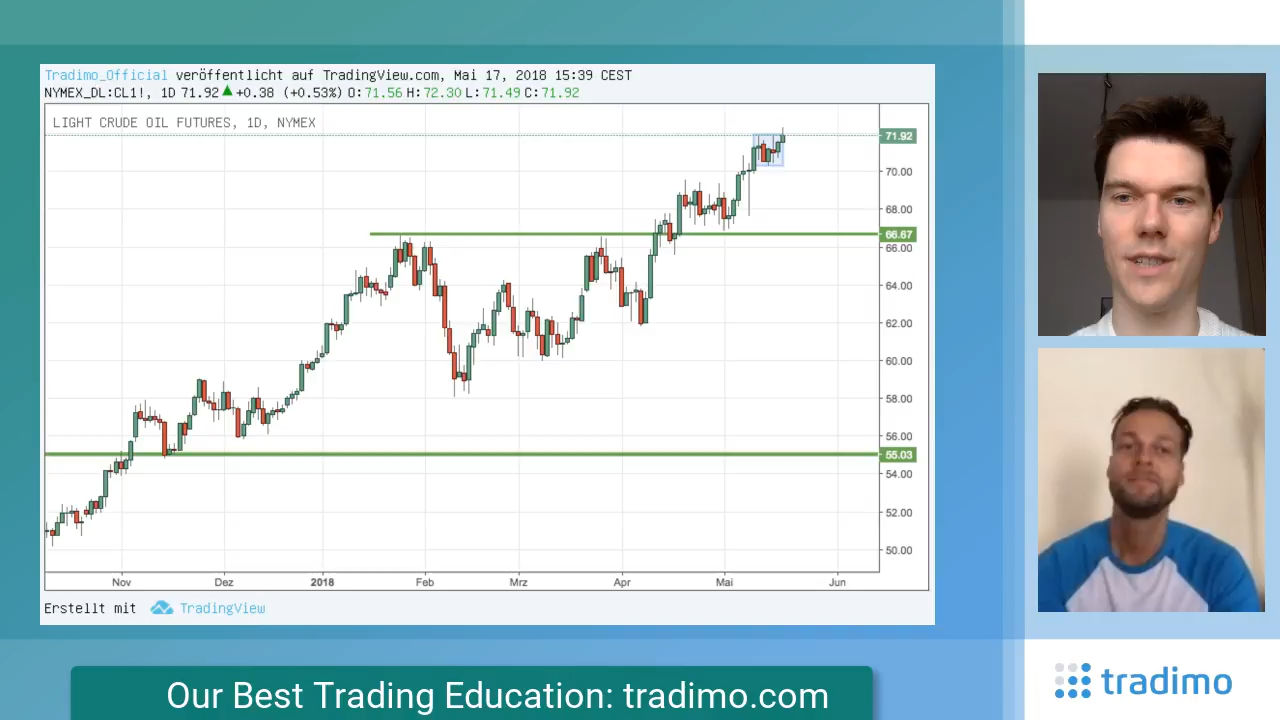 Tradimo_Official veröffentlicht auf TradingView.com, Mai 17, 2018 15:39 CEST
NYMEX_DL:CL1!, 1D 71.92 ▲ +0.38 (+0.53%) O:71.56 H:72.30 L:71.49 C:71.92
LIGHT CRUDE OIL FUTURES, 1D, NYMEX
71.92
70.00
68.00
66.67
66.00
64.00
62.00
60.00
58.00
56.00
55.03
54.00
52.00
50.00
Nov Dez 2018 Feb Mrz Apr Mai Jun
Erstellt mit TradingView
tradimo
Our Best Trading Education: tradimo.com